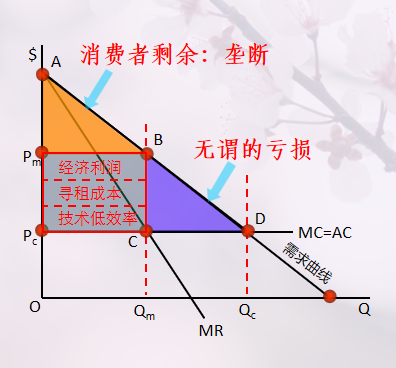 $
A
消费者剩余：垄断
B
无谓的亏损
Pm
经济利润
寻租成本
技术低效率
Pc
C
D
MC=AC
需求曲线
O
Qm
Qc
Q
MR